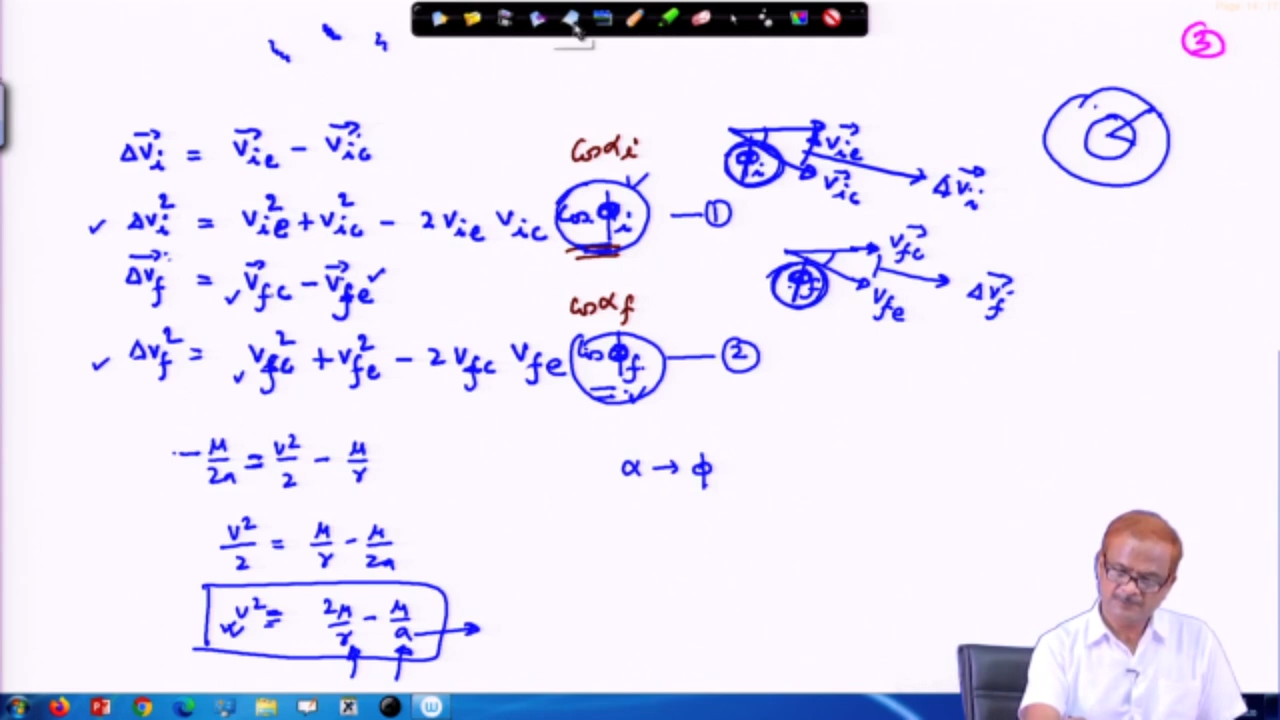 ③
Δv⃗ᵢ = v⃗ᵢₑ − v⃗ᵢc
cosαᵢ
Δvᵢ² = vᵢₑ² + vᵢc² − 2 vᵢₑ vᵢc cos ϕᵢ — ①
Δv⃗f = v⃗fc − v⃗fe
cosαf
Δvf² = vfc² + vfe² − 2 vfc vfe cos ϕf — ②
ϕᵢ v⃗ᵢₑ v⃗ᵢc Δv⃗ᵢ
ϕf v⃗fc vfe Δv⃗f
−μ/2a = v²/2 − μ/r
α → ϕ
v²/2 = μ/r − μ/2a
v² = 2μ/r − μ/a